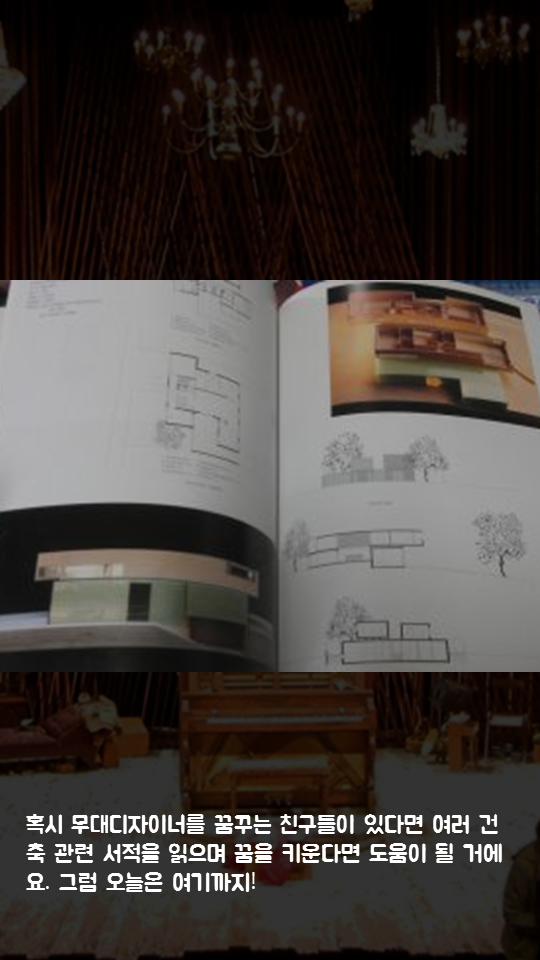 혹시 무대디자이너를 꿈꾸는 친구들이 있다면 여러 건
축 관련 서적을 읽으며 꿈을 키운다면 도움이 될 거에
요. 그럼 오늘은 여기까지!